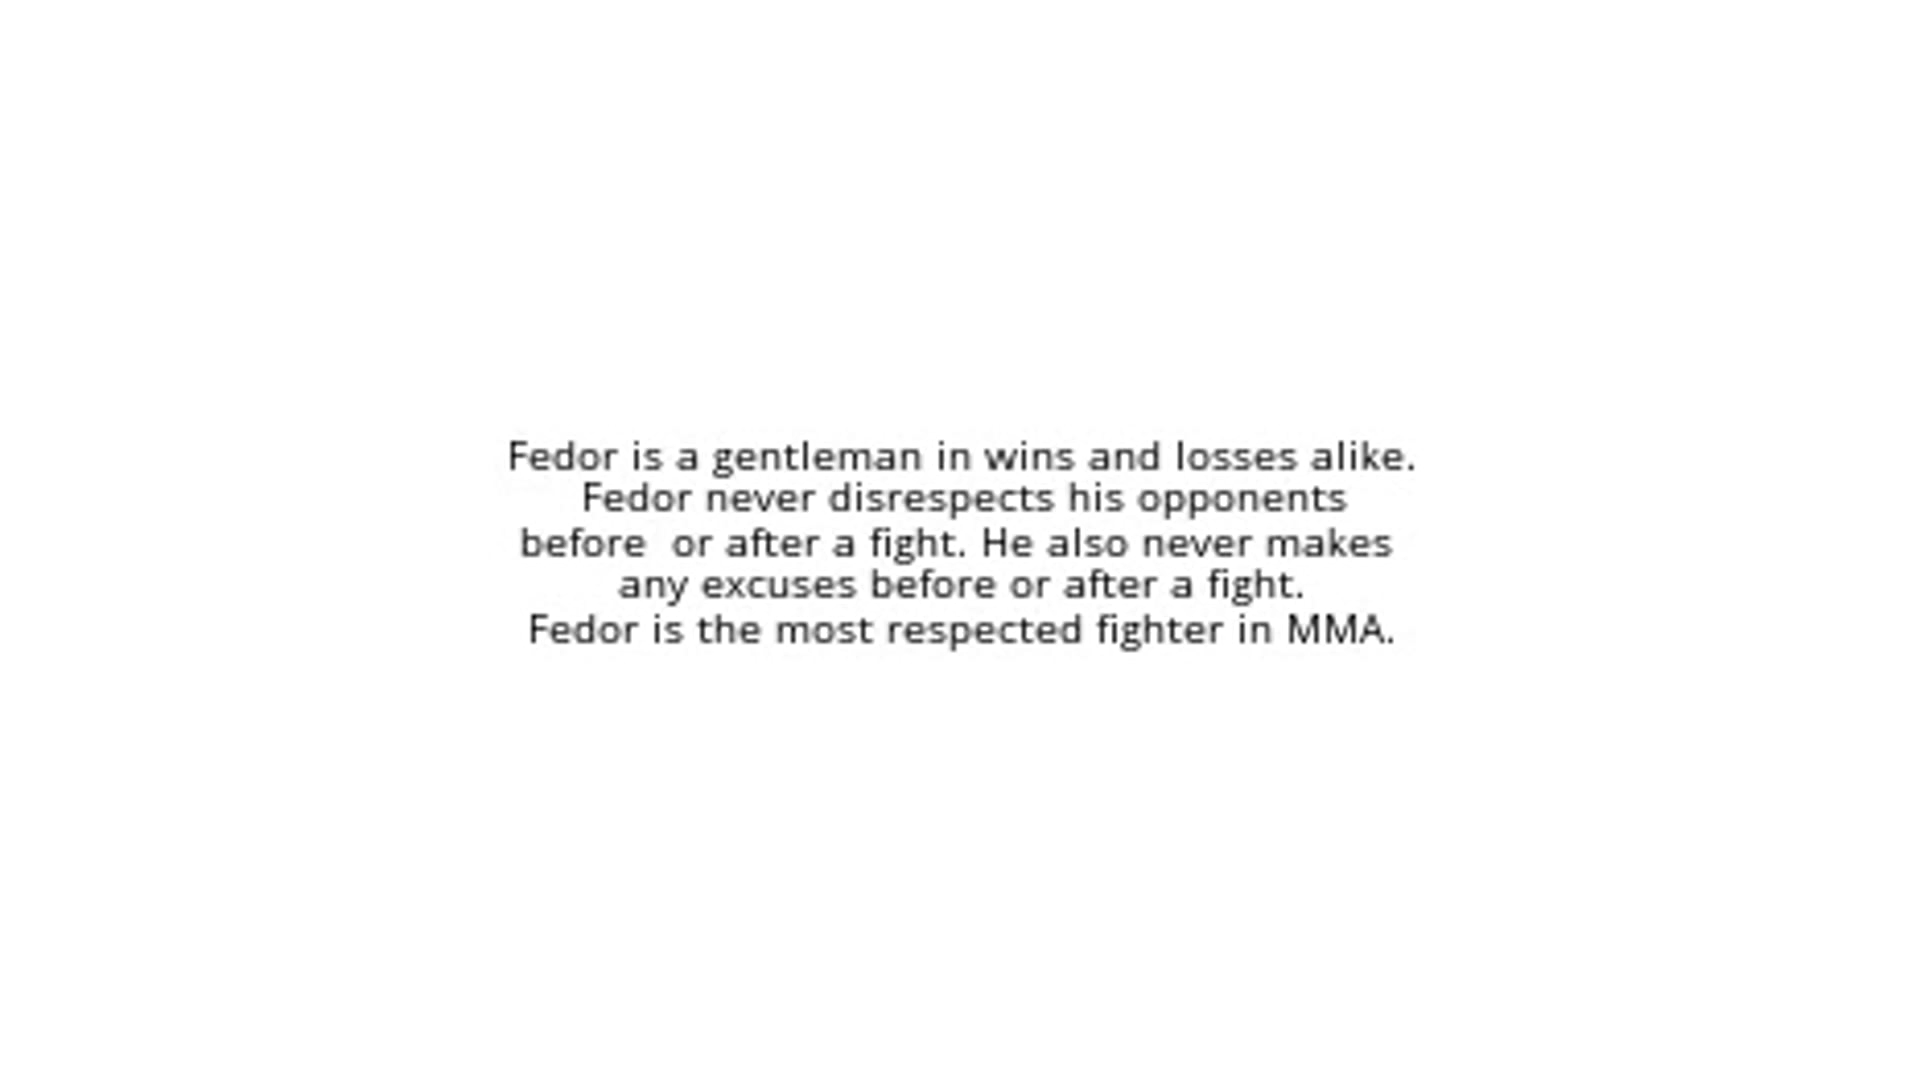 Fedor is a gentleman in wins and losses alike.
Fedor never disrespects his opponents
before  or after a fight. He also never makes
any excuses before or after a fight.
Fedor is the most respected fighter in MMA.